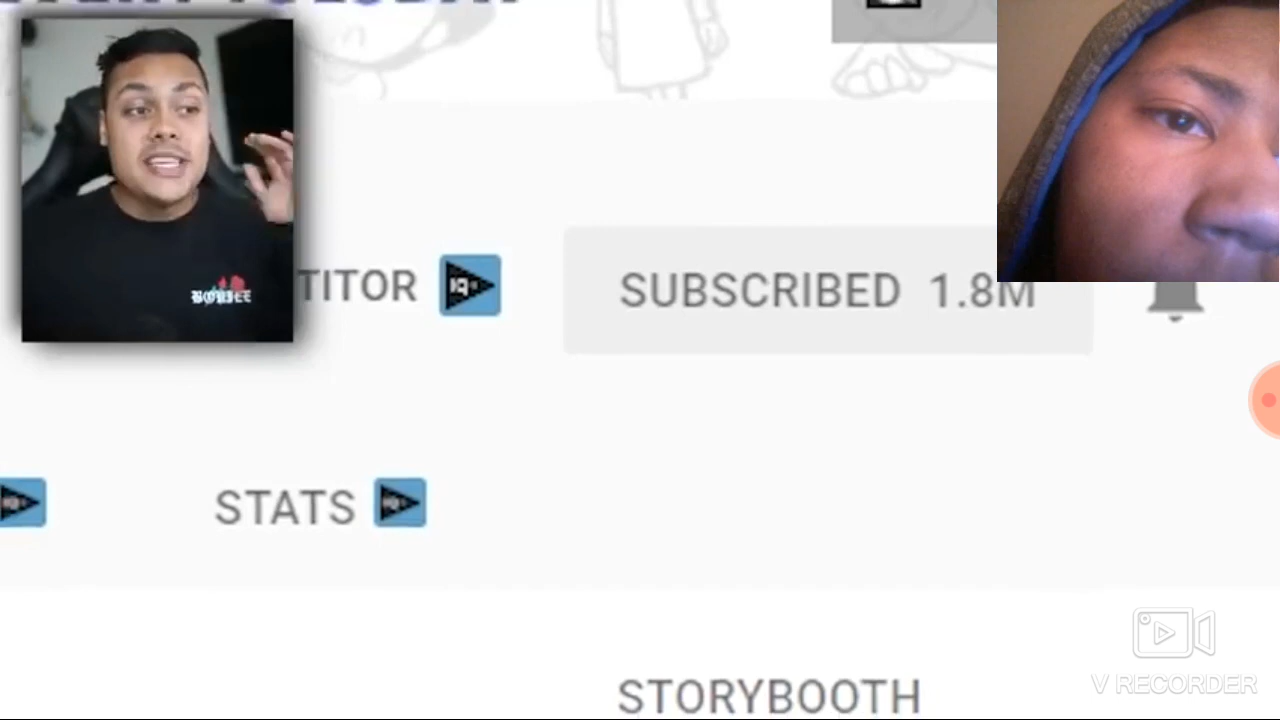 TITOR
SUBSCRIBED 1.8M
STATS
STORYBOOTH
V RECORDER